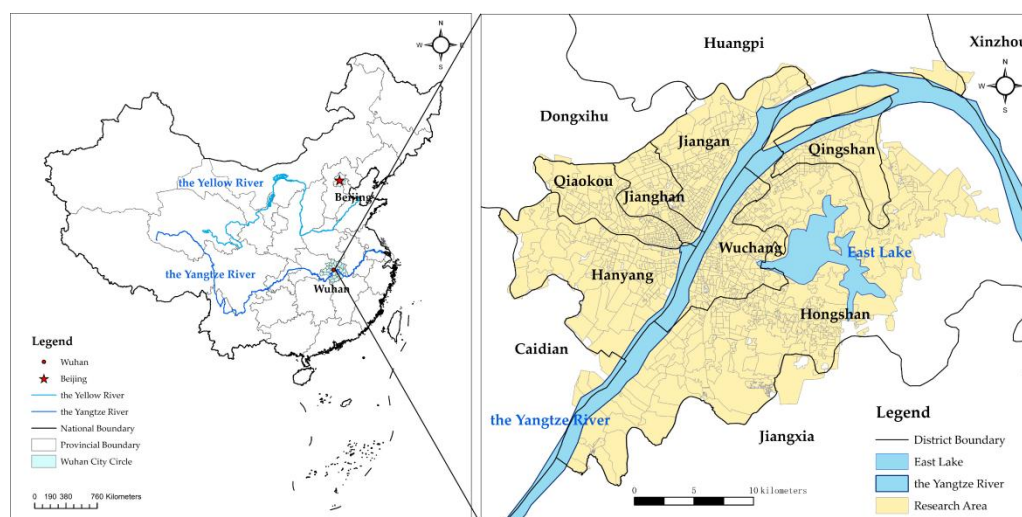 N
W
E
S
the Yellow River
Beijing
the Yangtze River
Wuhan
Legend
Wuhan
Beijing
the Yellow River
the Yangtze River
National Boundary
Provincial Boundary
Wuhan City Circle
0 190 380 760 Kilometers
Huangpi
Xinzhou
N
W
E
S
Dongxihu
Jiangan
Qingshan
Qiaokou
Jianghan
Wuchang
East Lake
Hanyang
Hongshan
Caidian
the Yangtze River
Jiangxia
Legend
District Boundary
East Lake
the Yangtze River
Research Area
0 5 10 kilometers